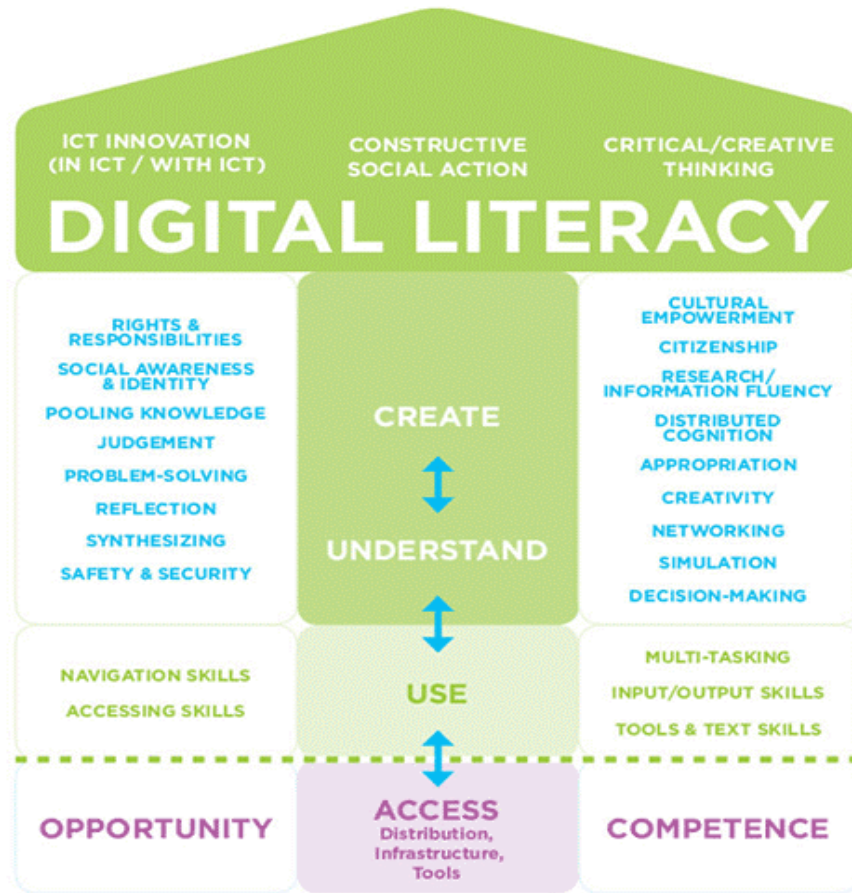 ICT INNOVATION
(IN ICT / WITH ICT)
CONSTRUCTIVE
SOCIAL ACTION
CRITICAL/CREATIVE
THINKING
DIGITAL LITERACY
RIGHTS &
RESPONSIBILITIES
SOCIAL AWARENESS
& IDENTITY
POOLING KNOWLEDGE
JUDGEMENT
PROBLEM-SOLVING
REFLECTION
SYNTHESIZING
SAFETY & SECURITY
CREATE
UNDERSTAND
CULTURAL
EMPOWERMENT
CITIZENSHIP
RESEARCH/
INFORMATION FLUENCY
DISTRIBUTED
COGNITION
APPROPRIATION
CREATIVITY
NETWORKING
SIMULATION
DECISION-MAKING
NAVIGATION SKILLS
ACCESSING SKILLS
USE
MULTI-TASKING
INPUT/OUTPUT SKILLS
TOOLS & TEXT SKILLS
OPPORTUNITY
ACCESS
Distribution,
Infrastructure,
Tools
COMPETENCE